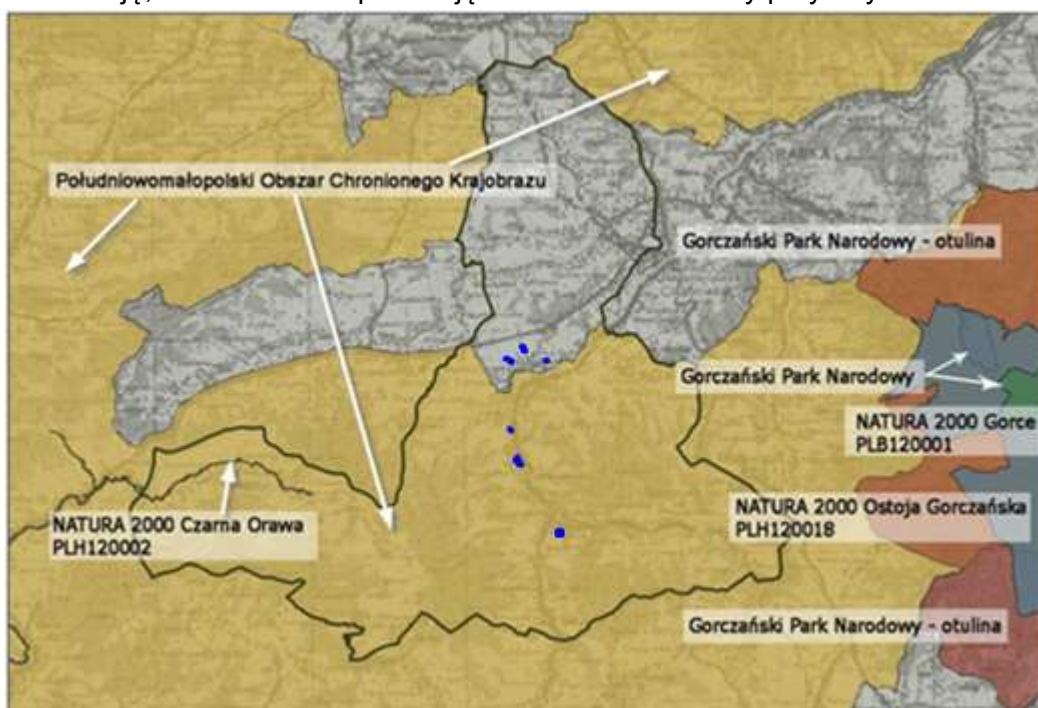 Południowomałopolski Obszar Chronionego Krajobrazu
Gorczański Park Narodowy - otulina
Gorczański Park Narodowy
NATURA 2000 Gorce
PLB120001
NATURA 2000 Ostoja Gorczańska
PLH120018
NATURA 2000 Czarna Orawa
PLH120002
Gorczański Park Narodowy - otulina